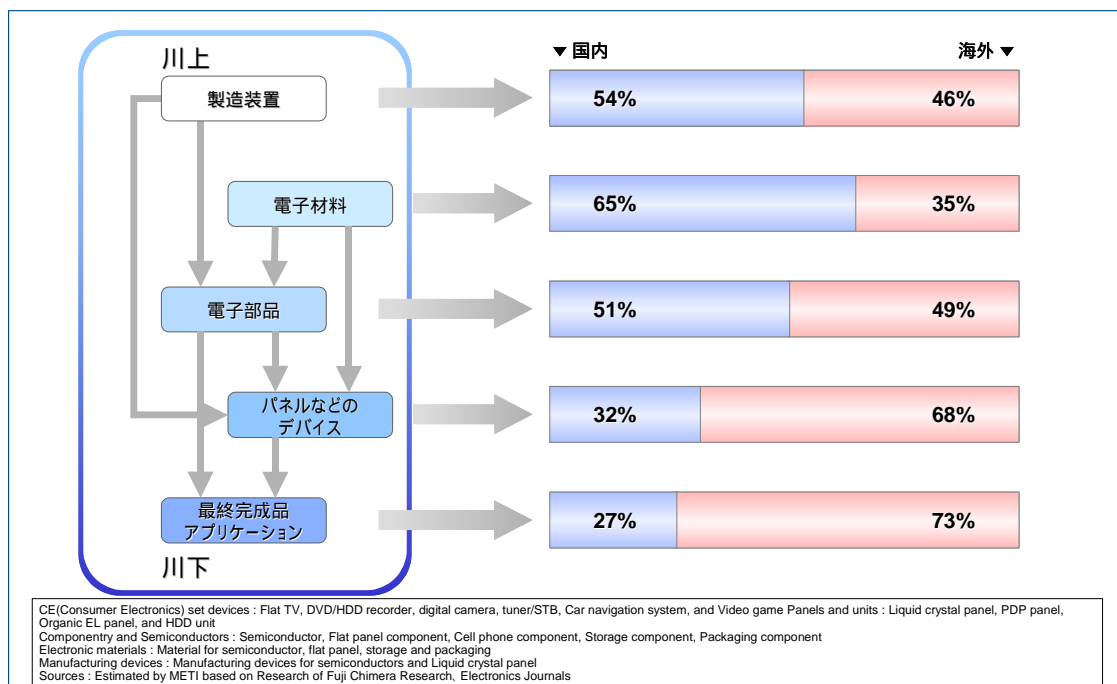 川上
▼国内
海外▼
製造装置
54%
46%
電子材料
65%
35%
電子部品
51%
49%
パネルなどの
デバイス
32%
68%
最終完成品
アプリケーション
27%
73%
川下
CE(Consumer Electronics) set devices : Flat TV, DVD/HDD recorder, digital camera, tuner/STB, Car navigation system, and Video game Panels and units : Liquid crystal panel, PDP panel,
Organic EL panel, and HDD unit
Componentry and Semiconductors : Semiconductor, Flat panel component, Cell phone component, Storage component, Packaging component
Electronic materials : Material for semiconductor, flat panel, storage and packaging
Manufacturing devices : Manufacturing devices for semiconductors and Liquid crystal panel
Sources : Estimated by METI based on Research of Fuji Chimera Research、Electronics Journals